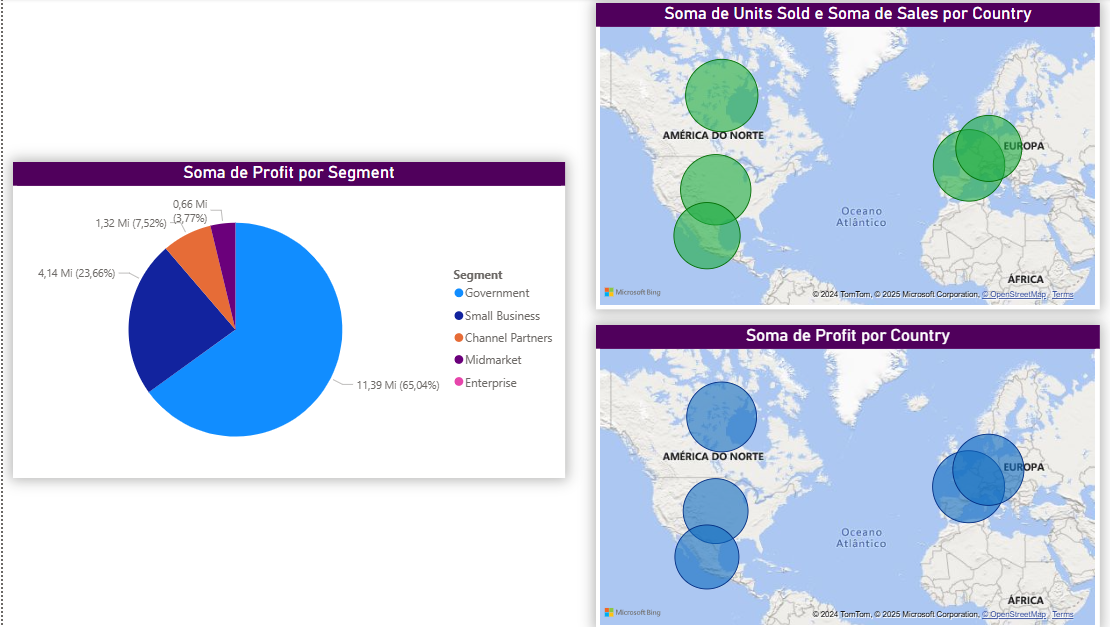 Soma de Profit por Segment
0,66 Mi
(3,77%)
1,32 Mi (7,52%)
4,14 Mi (23,66%)
11,39 Mi (65,04%)
Segment
Government
Small Business
Channel Partners
Midmarket
Enterprise
Soma de Units Sold e Soma de Sales por Country
AMÉRICA DO NORTE
EUROPA
Oceano
Atlântico
ÁFRICA
Microsoft Bing
© 2024 TomTom, © 2025 Microsoft Corporation, © OpenStreetMap Terms
Soma de Profit por Country
AMÉRICA DO NORTE
EUROPA
Oceano
Atlântico
ÁFRICA
Microsoft Bing
© 2024 TomTom, © 2025 Microsoft Corporation, © OpenStreetMap Terms